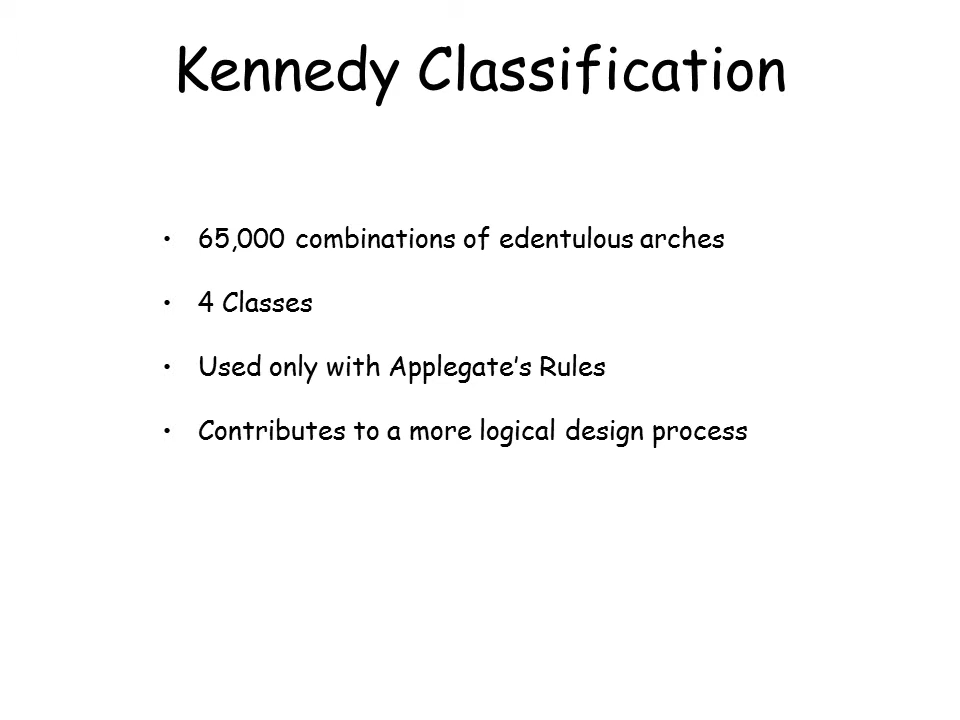 Kennedy Classification
• 65,000 combinations of edentulous arches
• 4 Classes
• Used only with Applegate’s Rules
• Contributes to a more logical design process